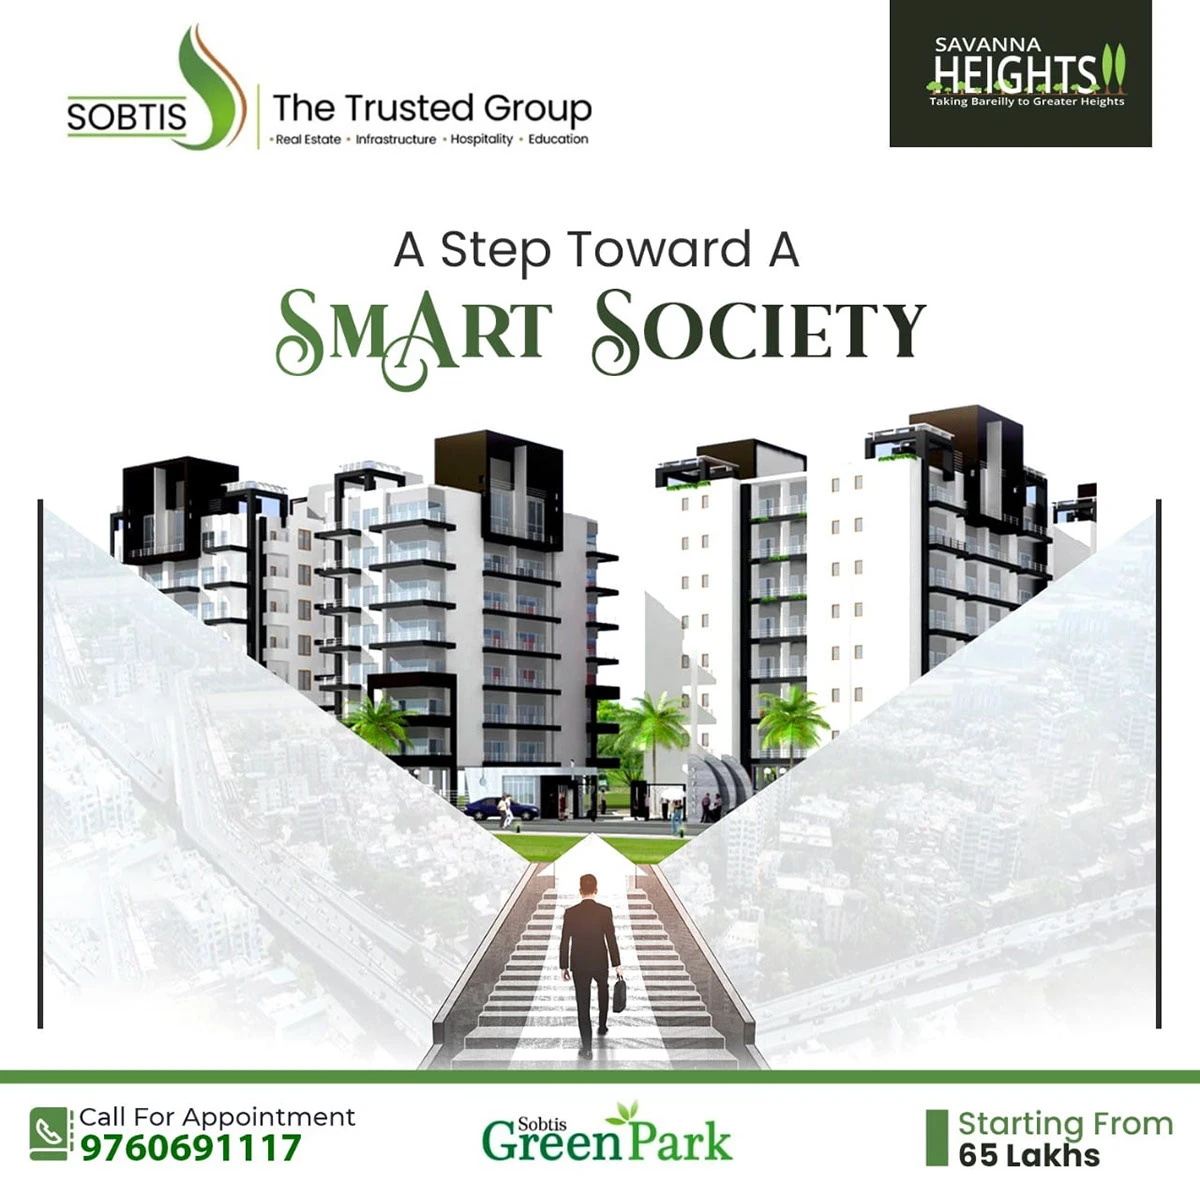 SOBTIS
The Trusted Group
• Real Estate • Infrastructure • Hospitality • Education
SAVANNA
HEIGHTS
Taking Bareilly to Greater Heights
A Step Toward A
SmArt Society
Call For Appointment
9760691117
Sobtis
Green Park
Starting From
65 Lakhs